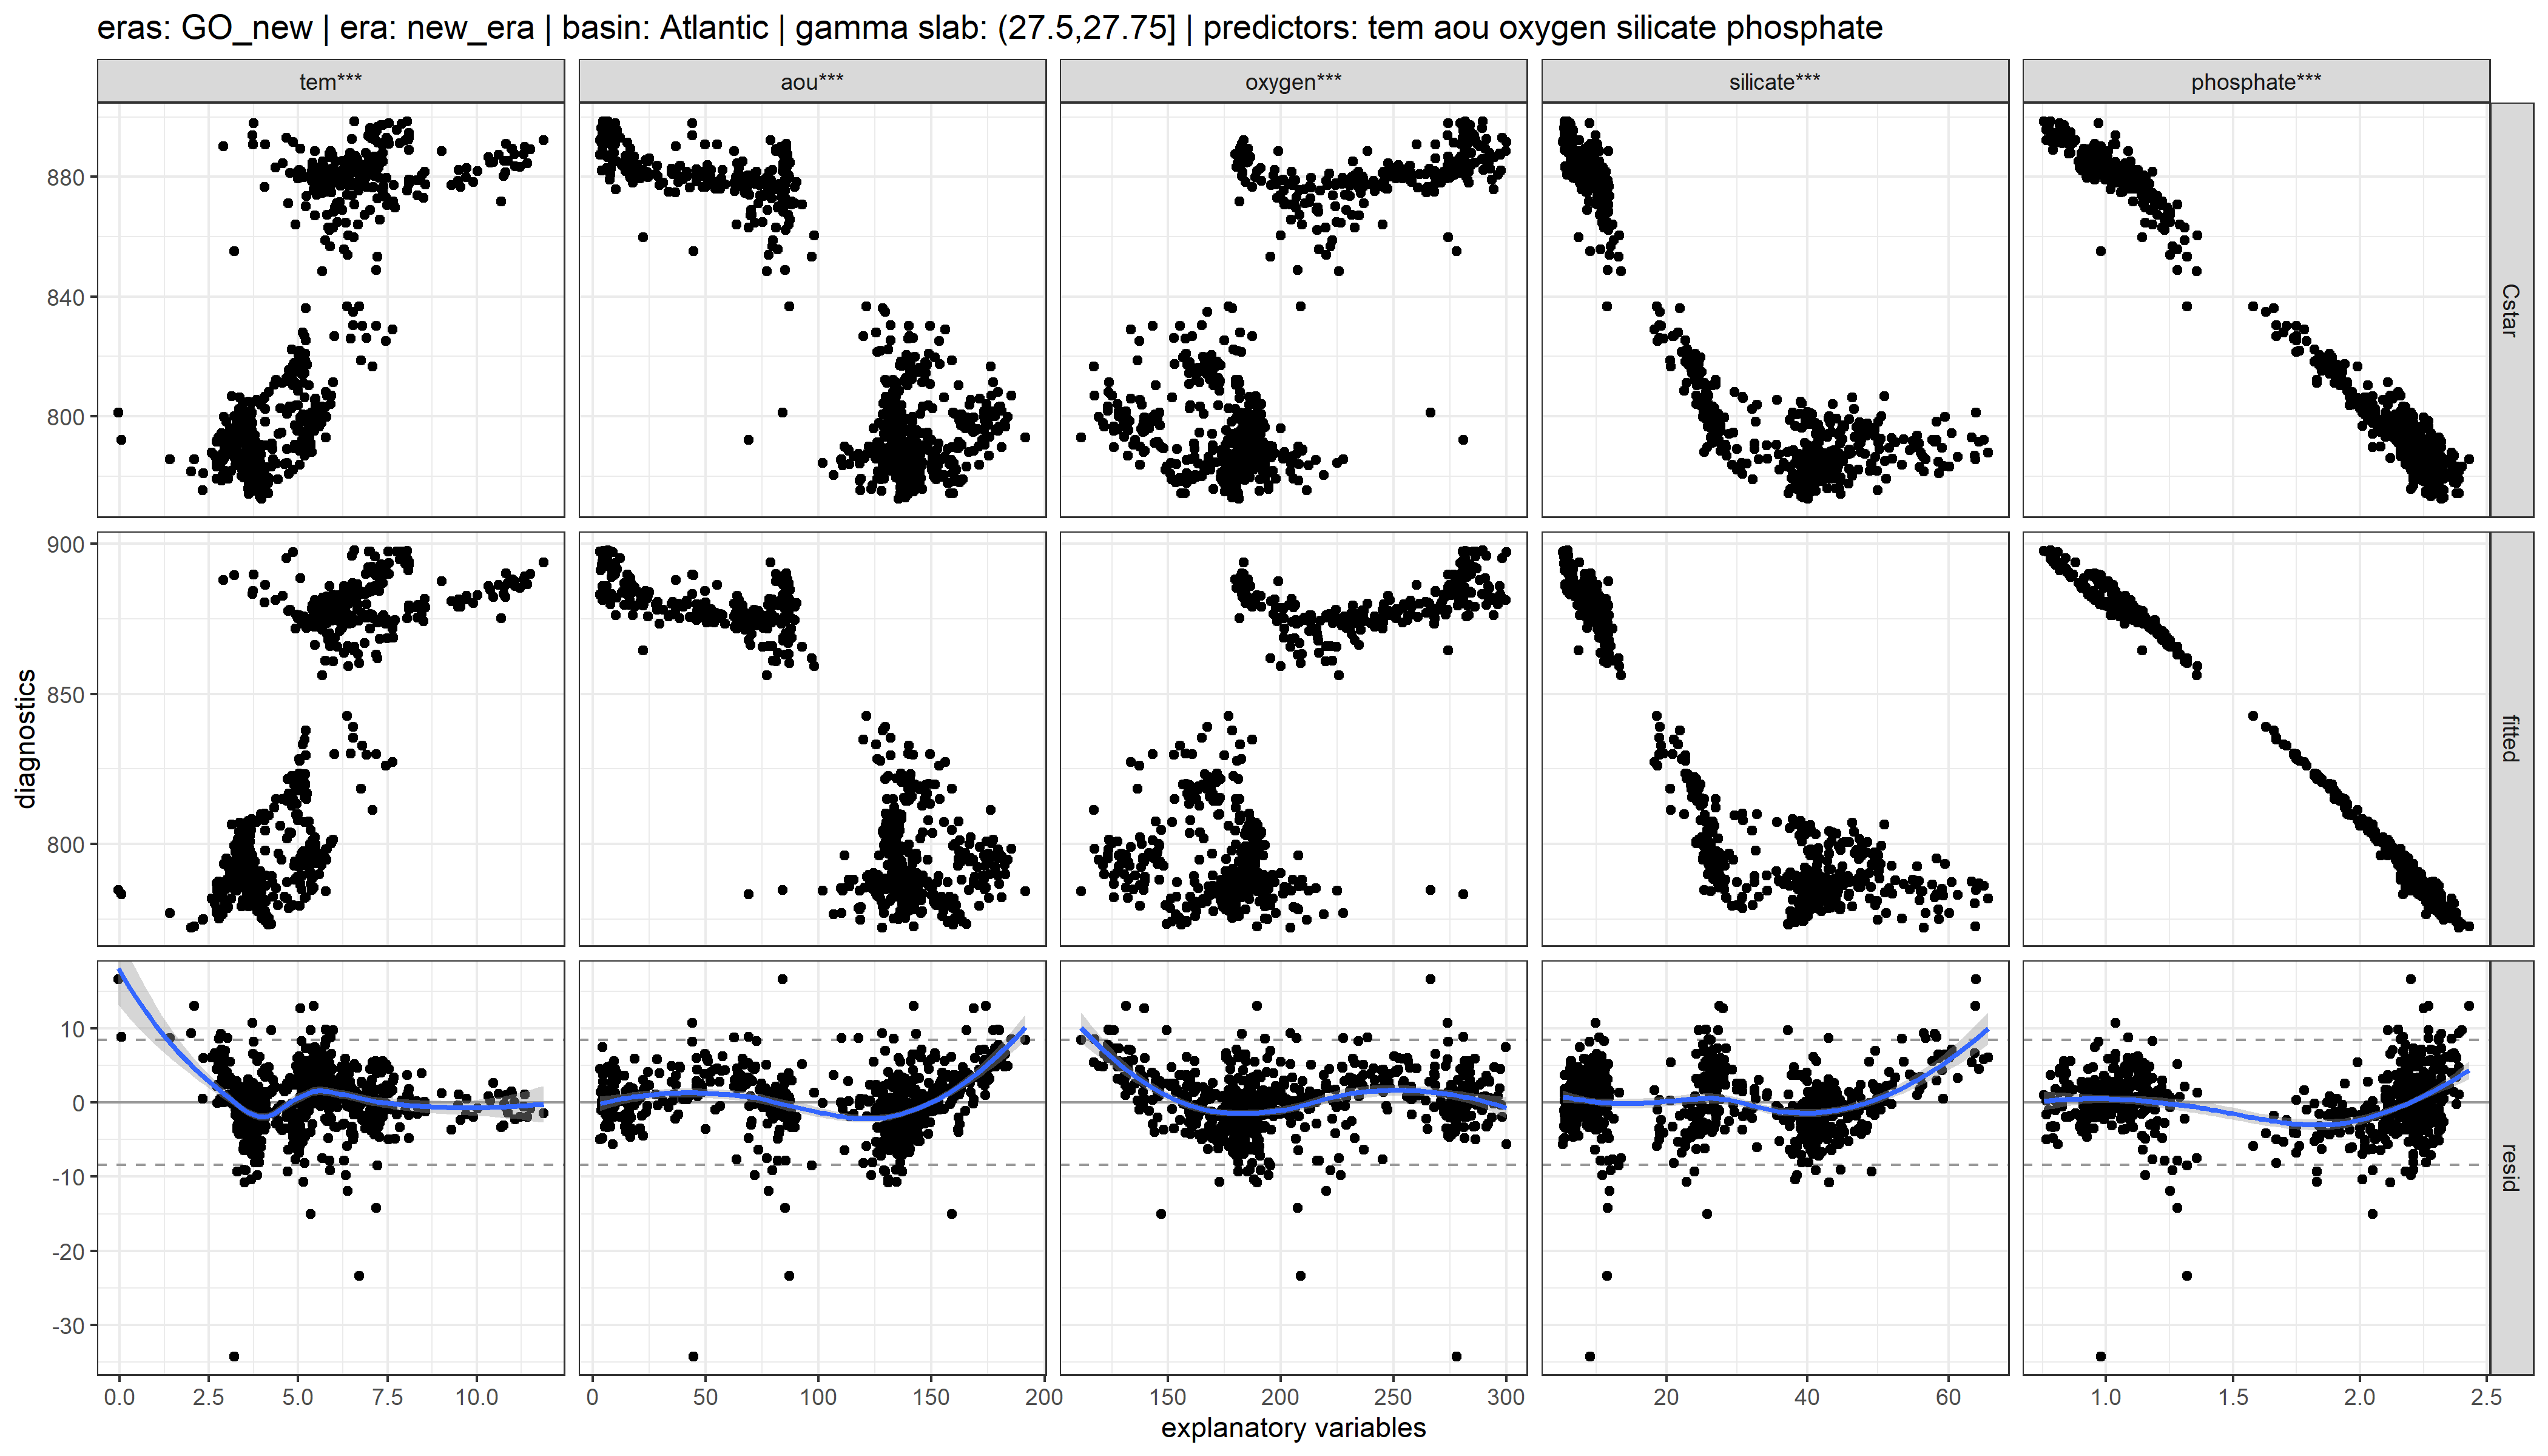 eras: GO_new | era: new_era | basin: Atlantic | gamma slab: (27.5,27.75] | predictors: tem aou oxygen silicate phosphate
tem*** aou*** oxygen*** silicate*** phosphate***
880
840
800
Cstar
900
850
800
fitted
diagnostics
10
0
-10
-20
-30
resid
0.0 2.5 5.0 7.5 10.0 0 50 100 150 200 150 200 250 300 20 40 60 1.0 1.5 2.0 2.5
explanatory variables